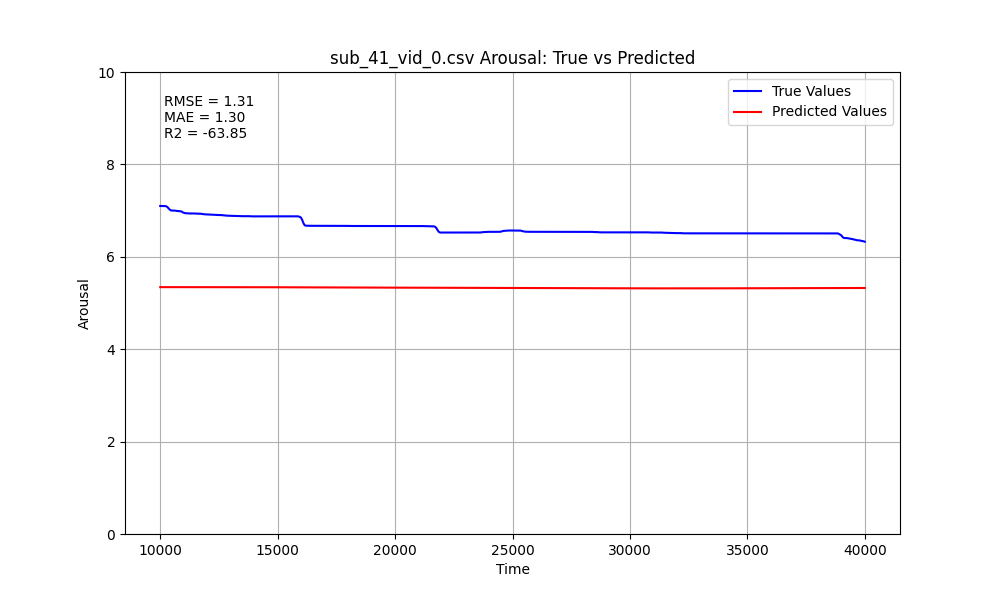 sub_41_vid_0.csv Arousal: True vs Predicted
RMSE = 1.31
MAE = 1.30
R2 = -63.85
True Values
Predicted Values
10
8
6
4
2
0
Arousal
10000 15000 20000 25000 30000 35000 40000
Time